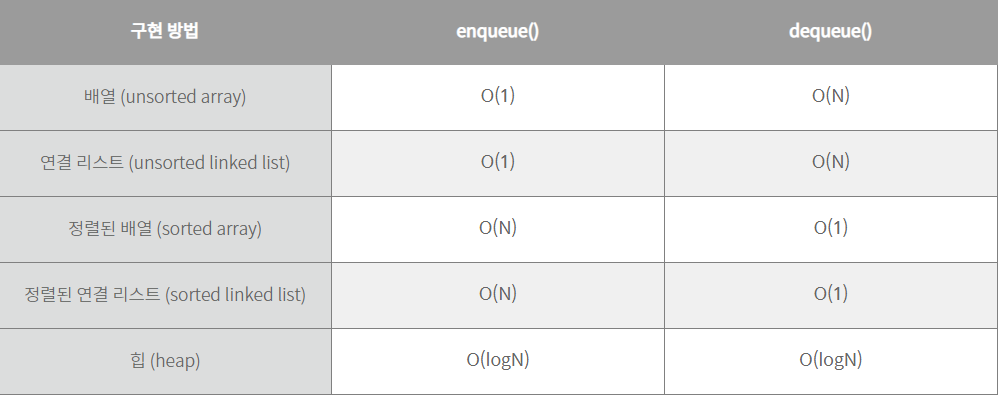 구현 방법 enqueue() dequeue()
배열 (unsorted array) O(1) O(N)
연결 리스트 (unsorted linked list) O(1) O(N)
정렬된 배열 (sorted array) O(N) O(1)
정렬된 연결 리스트 (sorted linked list) O(N) O(1)
힙 (heap) O(logN) O(logN)